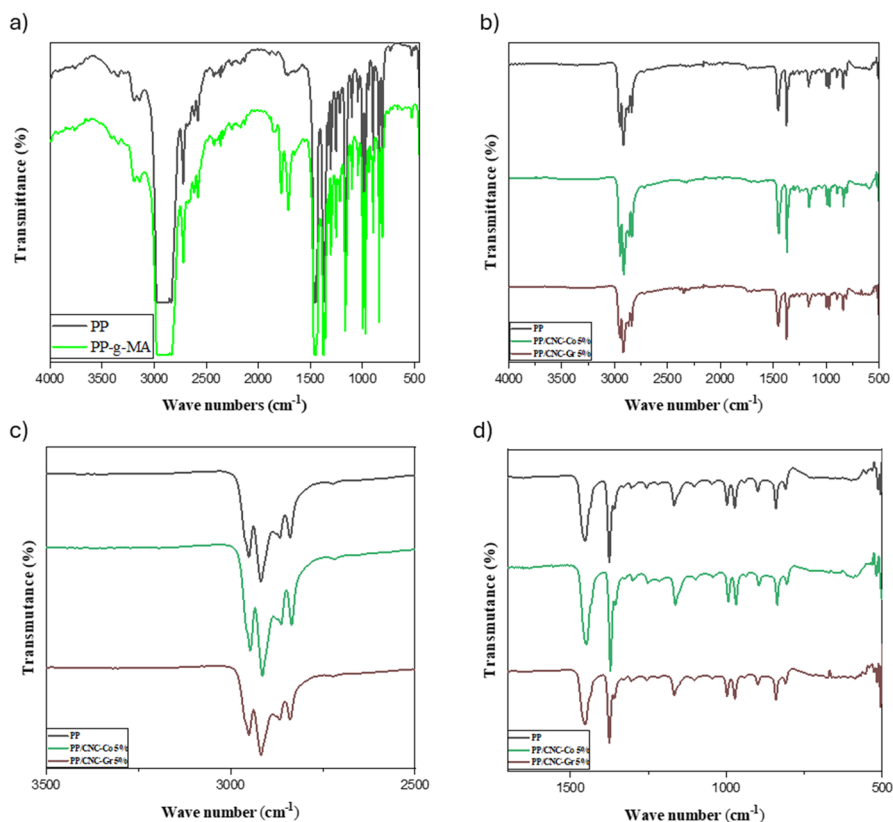 a)
Transmittance (%)
PP
PP-g-MA
4000 3500 3000 2500 2000 1500 1000 500
Wave numbers (cm-1)
b)
Transmittance (%)
PP
PP/CNC-Co 5%
PP/CNC-Gr 5%
4000 3500 3000 2500 2000 1500 1000 500
Wave number (cm-1)
c)
Transmutance (%)
PP
PP/CNC-Co 5%
PP/CNC-Gr 5%
3500 3000 2500
Wave number (cm-1)
d)
Transmutance (%)
PP
PP/CNC-Co 5%
PP/CNC-Gr 5%
1500 1000 500
Wave number (cm-1)